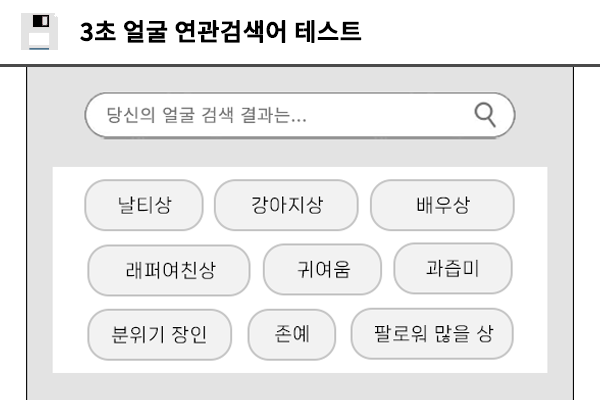 3초 얼굴 연관검색어 테스트
당신의 얼굴 검색 결과는...
날티상 강아지상 배우상
래퍼여친상 귀여움 과즙미
분위기 장인 존예 팔로워 많을 상